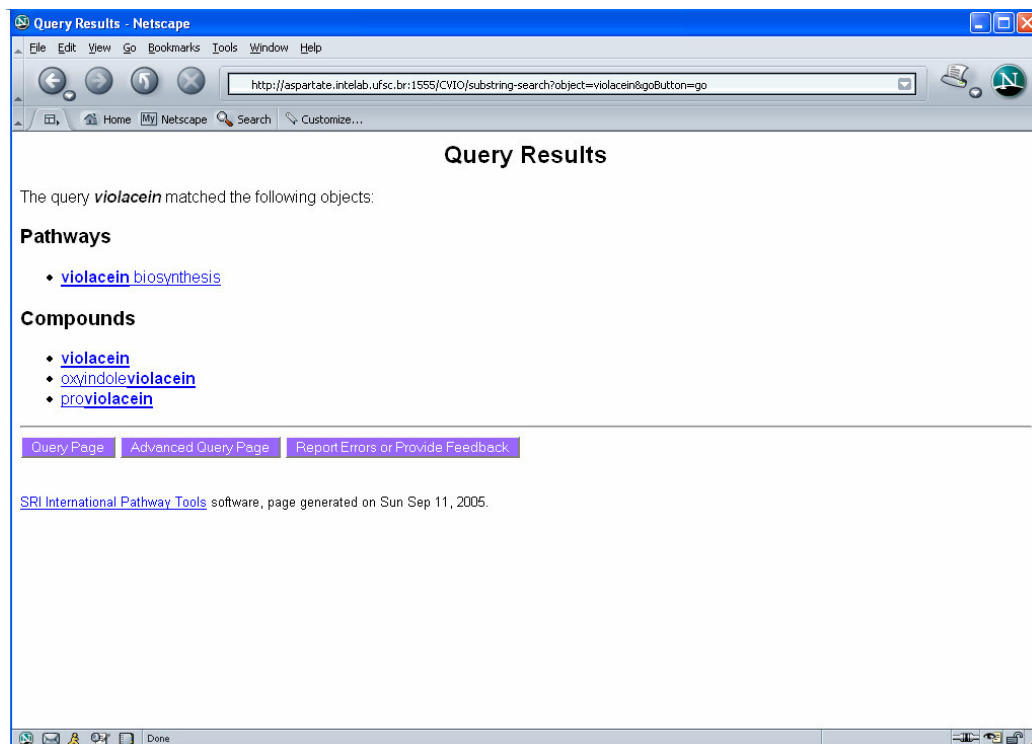 Query Results - Netscape
File Edit View Go Bookmarks Tools Window Help
http://aspartate.intelab.ufsc.br:1555/CVIO/substring-search?object=violacein&goButton=go
Home My Netscape Search Customize...
Query Results
The query violacein matched the following objects:
Pathways
violacein biosynthesis
Compounds
violacein
oxyindoleviolacein
proviolacein
Query Page Advanced Query Page Report Errors or Provide Feedback
SRI International Pathway Tools software, page generated on Sun Sep 11, 2005.
Done